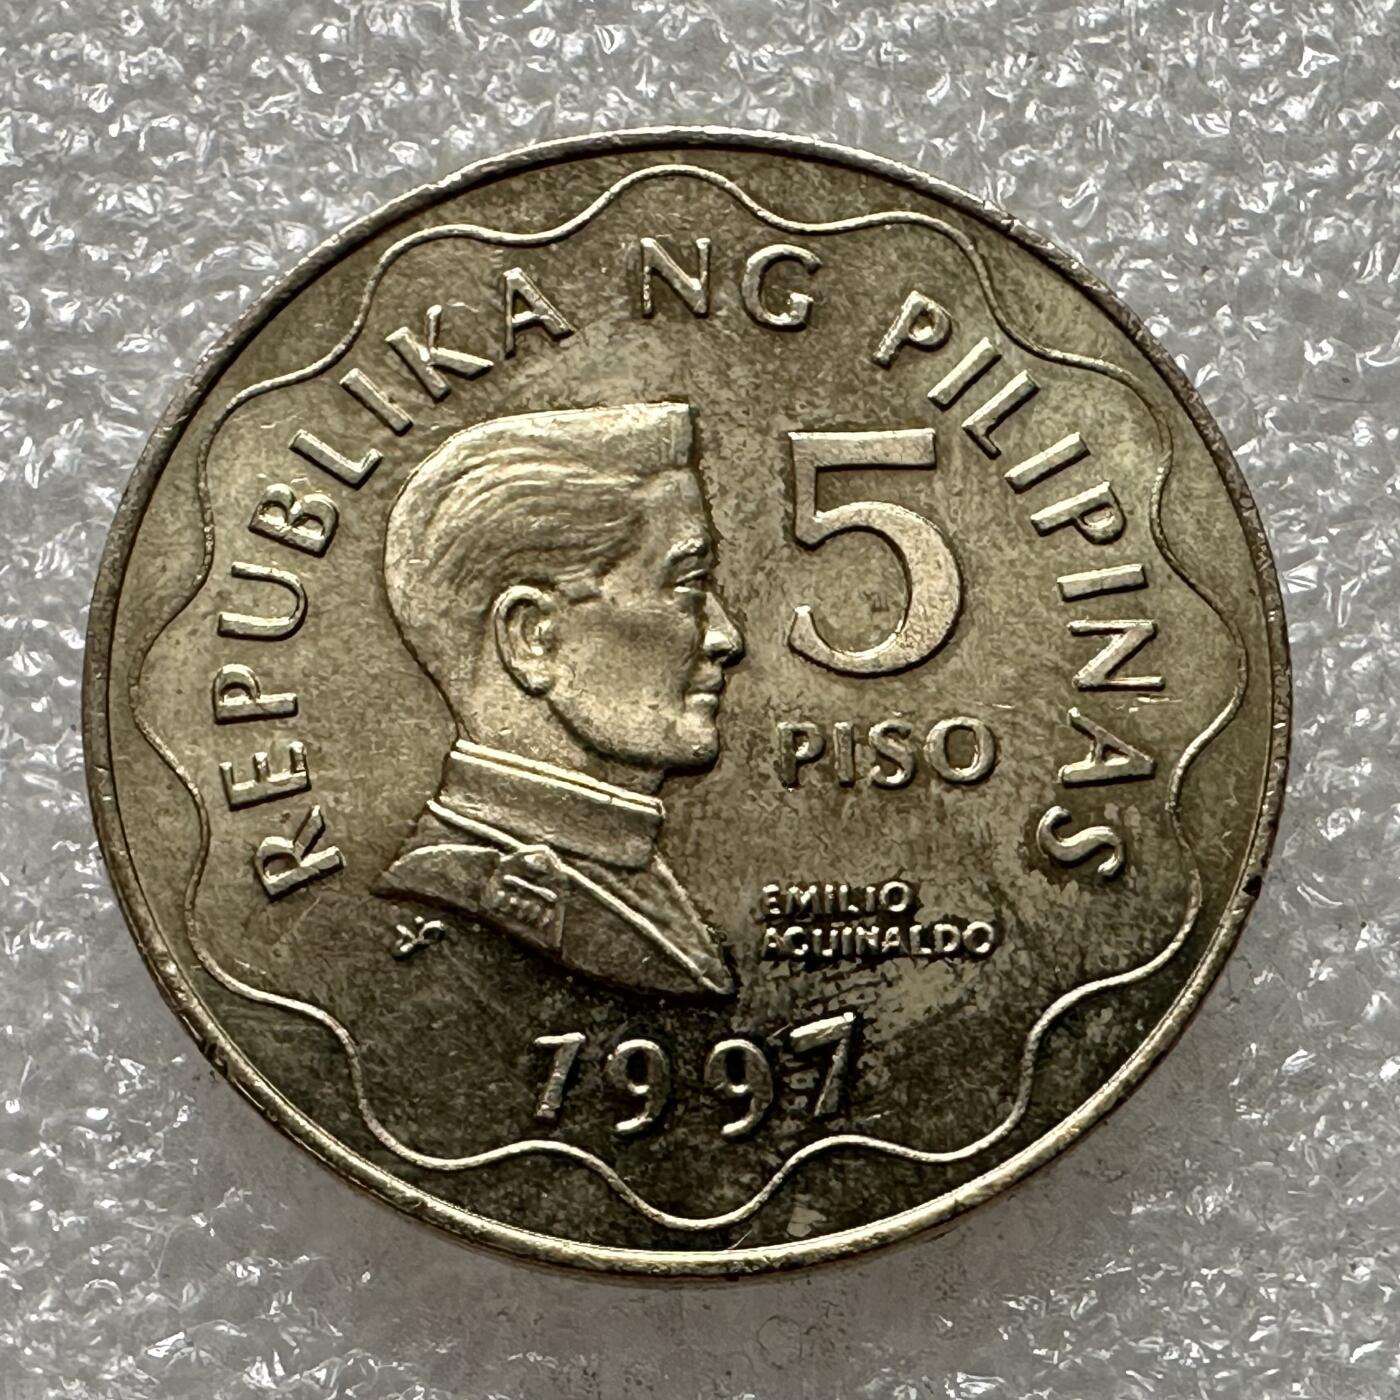 REPUBLIKA NG PILIPINAS
5
PISO
EMILIO
AGUINALDO
1997